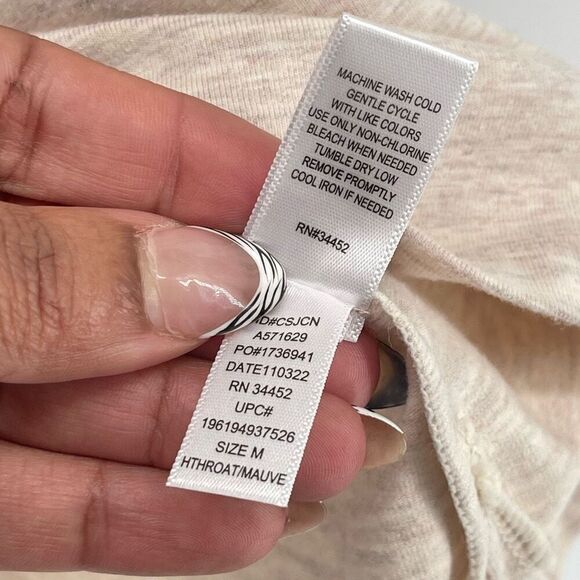 MACHINE WASH COLD
GENTLE CYCLE
WITH LIKE COLORS
USE ONLY NON-CHLORINE
BLEACH WHEN NEEDED
TUMBLE DRY LOW
REMOVE PROMPTLY
COOL IRON IF NEEDED
RN#34452
D#CSJCN
A571629
PO#1736941
DATE110322
RN 34452
UPC#
196194937526
SIZE M
HTHROAT/MAUVE